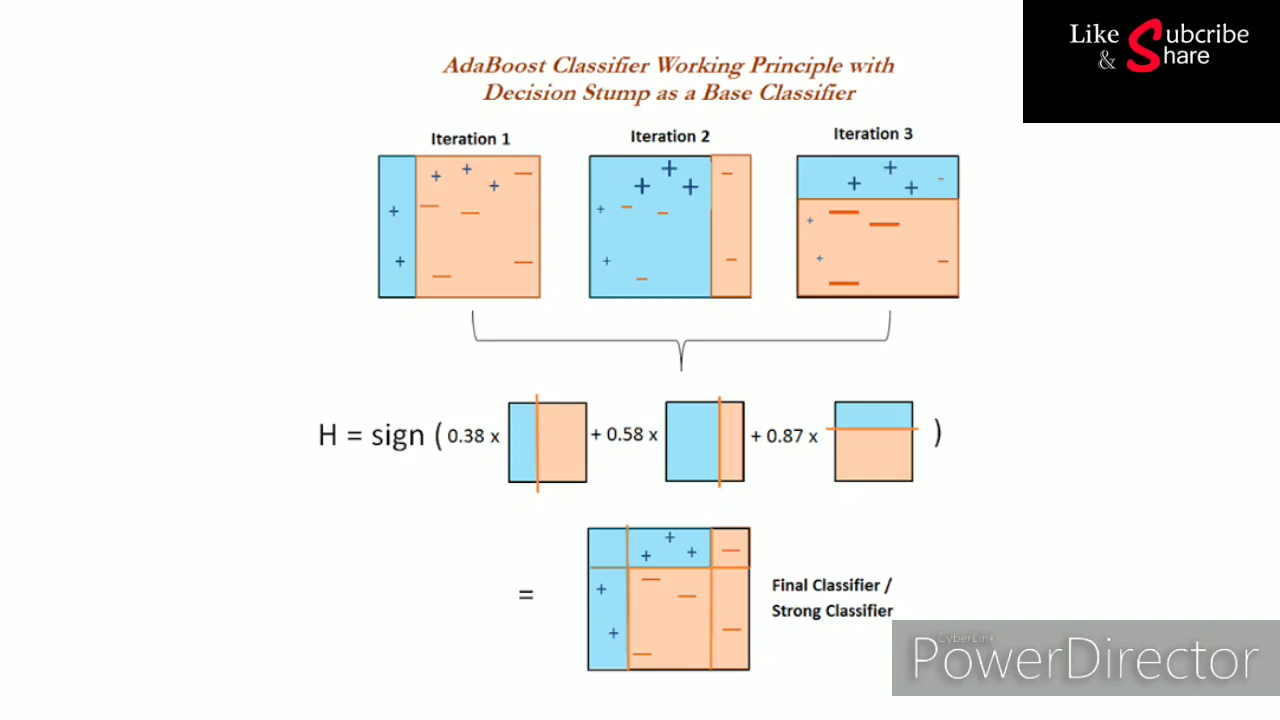 Like Subcribe
& Share
AdaBoost Classifier Working Principle with
Decision Stump as a Base Classifier
Iteration 1
Iteration 2
Iteration 3
H = sign ( 0.38 x + 0.58 x + 0.87 x )
=
Final Classifier /
Strong Classifier
CyberLink
PowerDirector